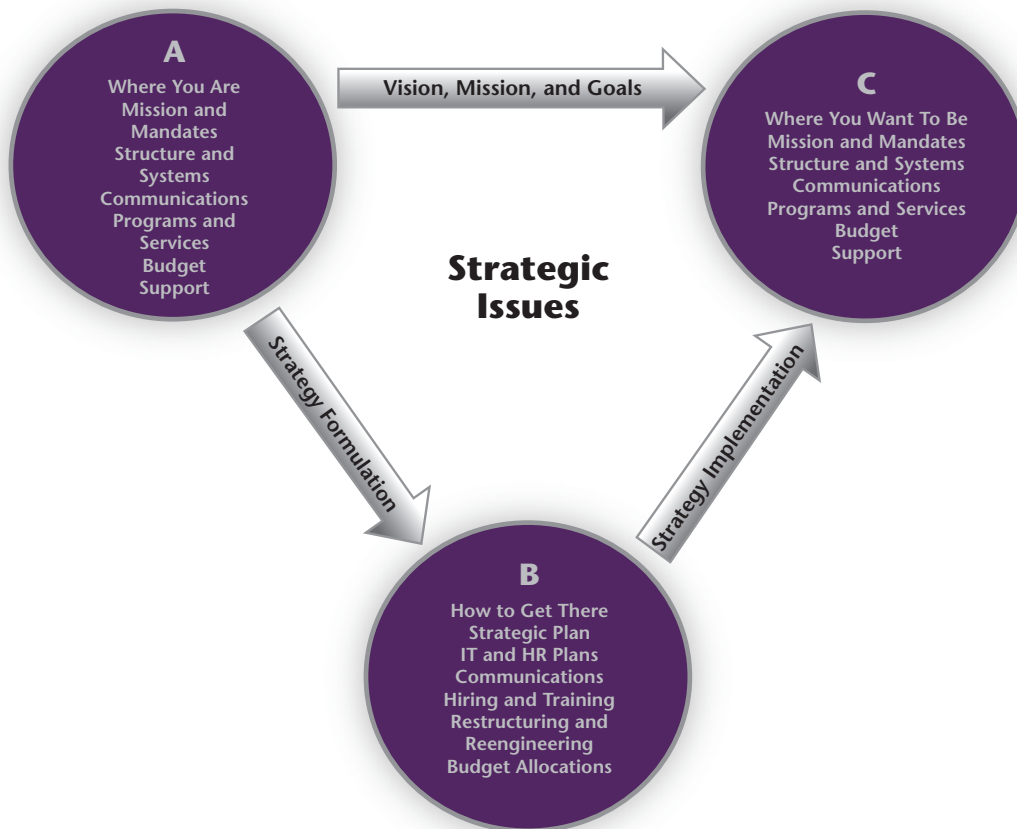 A
Where You Are
Mission and
Mandates
Structure and
Systems
Communications
Programs and
Services
Budget
Support
Vision, Mission, and Goals
C
Where You Want To Be
Mission and Mandates
Structure and Systems
Communications
Programs and Services
Budget
Support
Strategic
Issues
Strategy Formulation
Strategy Implementation
B
How to Get There
Strategic Plan
IT and HR Plans
Communications
Hiring and Training
Restructuring and
Reengineering
Budget Allocations